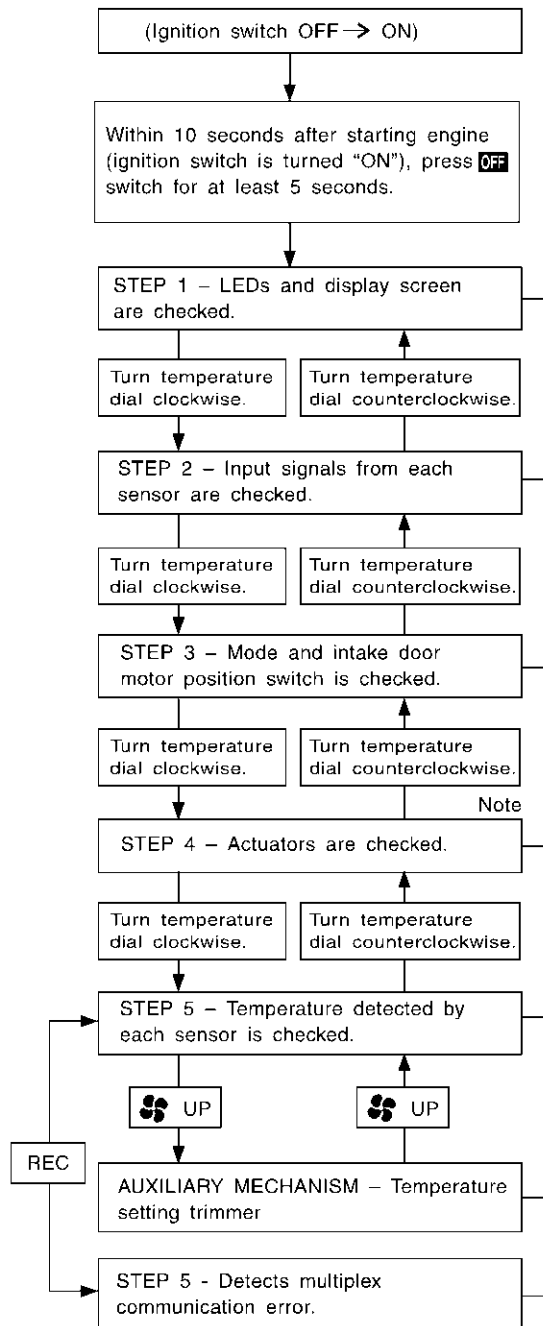 (Ignition switch OFF → ON)
Within 10 seconds after starting engine
(ignition switch is turned “ON”), press OFF
switch for at least 5 seconds.
STEP 1 – LEDs and display screen
are checked.
Turn temperature
dial clockwise.
Turn temperature
dial counterclockwise.
STEP 2 – Input signals from each
sensor are checked.
Turn temperature
dial clockwise.
Turn temperature
dial counterclockwise.
STEP 3 – Mode and intake door
motor position switch is checked.
Turn temperature
dial clockwise.
Turn temperature
dial counterclockwise.
Note
STEP 4 – Actuators are checked.
Turn temperature
dial clockwise.
Turn temperature
dial counterclockwise.
STEP 5 – Temperature detected by
each sensor is checked.
UP
UP
REC
AUXILIARY MECHANISM – Temperature
setting trimmer
STEP 5 - Detects multiplex
communication error.